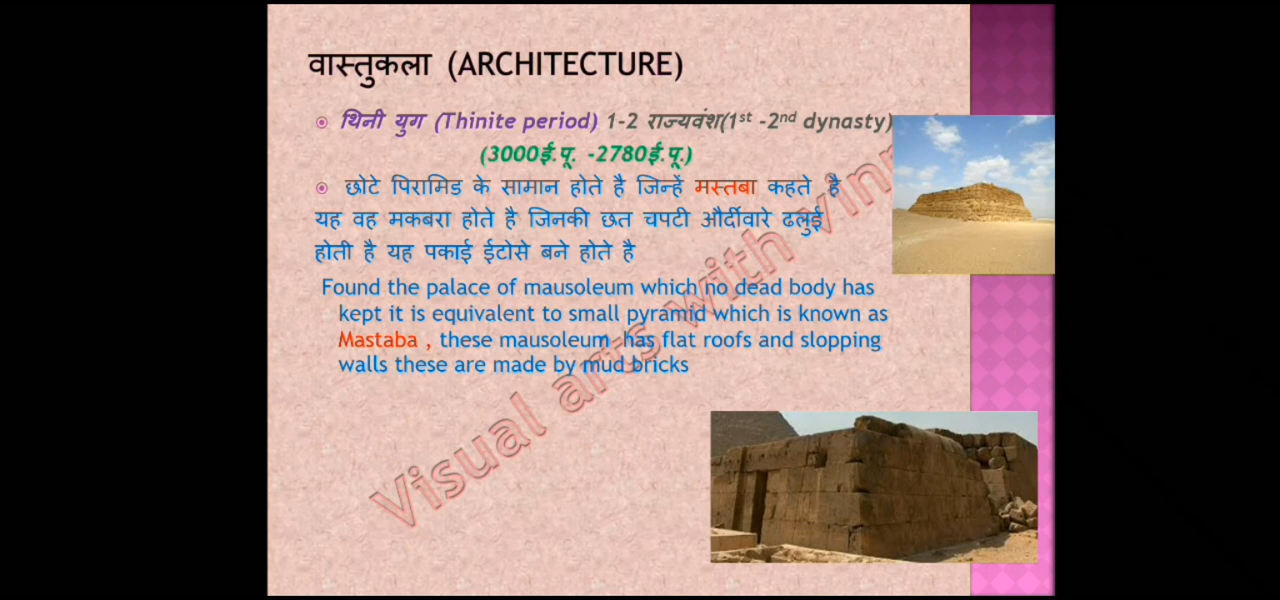 वास्तुकला (ARCHITECTURE)
थिनी युग (Thinite period) 1-2 राज्यवंश(1st -2nd dynasty)
(3000ई.पू. -2780ई.पू.)
छोटे पिरामिड के सामान होते है जिन्हें मस्तबा कहते है
यह वह मकबरा होते है जिनकी छत चपटी और्दीवारे ढलुई
होती है यह पकाई ईटोसे बने होते है
Found the palace of mausoleum which no dead body has
kept it is equivalent to small pyramid which is known as
Mastaba , these mausoleum has flat roofs and slopping
walls these are made by mud bricks
Visual arts with